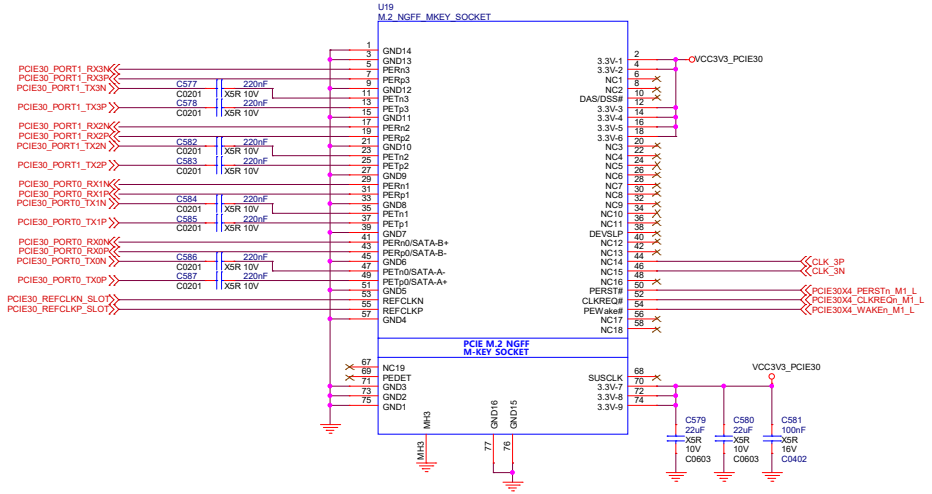 U19
M.2_NGFF_MKEY_SOCKET
1 GND14
3 GND13
PCIE30_PORT1_RX3N 5 PERn3
PCIE30_PORT1_RX3P 7 PERp3
PCIE30_PORT1_TX3N C577 220nF 9 GND12
C0201 X5R 10V 11 PETn3
PCIE30_PORT1_TX3P C578 220nF 13 PETp3
C0201 X5R 10V 15 GND11
PCIE30_PORT1_RX2N 17 PERn2
PCIE30_PORT1_RX2P 19 PERp2
PCIE30_PORT1_TX2N C582 220nF 21 GND10
C0201 X5R 10V 23 PETn2
PCIE30_PORT1_TX2P C583 220nF 25 PETp2
C0201 X5R 10V 27 GND9
PCIE30_PORT0_RX1N 29 PERn1
PCIE30_PORT0_RX1P 31 PERp1
PCIE30_PORT0_TX1N C584 220nF 33 GND8
C0201 X5R 10V 35 PETn1
PCIE30_PORT0_TX1P C585 220nF 37 PETp1
C0201 X5R 10V 39 GND7
PCIE30_PORT0_RX0N 41 PERn0/SATA-B+
PCIE30_PORT0_RX0P 43 PERp0/SATA-B-
PCIE30_PORT0_TX0N C586 220nF 45 GND6
C0201 X5R 10V 47 PETn0/SATA-A-
PCIE30_PORT0_TX0P C587 220nF 49 PETp0/SATA-A+
C0201 X5R 10V 51 GND5
PCIE30_REFCLKN_SLOT 53 REFCLKN
PCIE30_REFCLKP_SLOT 55 REFCLKP
57 GND4
3.3V-1 2 VCC3V3_PCIE30
3.3V-2 4
NC1 6
NC2 8
DAS/DSS# 10
3.3V-3 12
3.3V-4 14
3.3V-5 16
3.3V-6 18
NC3 20
NC4 22
NC5 24
NC6 26
NC7 28
NC8 30
NC9 32
NC10 34
NC11 36
DEVSLP 38
NC12 40
NC13 42
NC14 44 CLK_3P
NC15 46 CLK_3N
NC16 48
PERST# 50 PCIE30X4_PERSTn_M1_L
CLKREQ# 52 PCIE30X4_CLKREQn_M1_L
PEWake# 54 PCIE30X4_WAKEn_M1_L
NC17 56
NC18 58
PCIE M.2 NGFF
M-KEY SOCKET
67 NC19
69 PEDET
71 GND3
73 GND2
75 GND1
SUSCLK 68
3.3V-7 70
3.3V-8 72
3.3V-9 74
VCC3V3_PCIE30
MH3 GND16 GND15
MH3 77 76
C579 C580 C581
22uF 22uF 100nF
X5R X5R X5R
10V 10V 16V
C0603 C0603 C0402